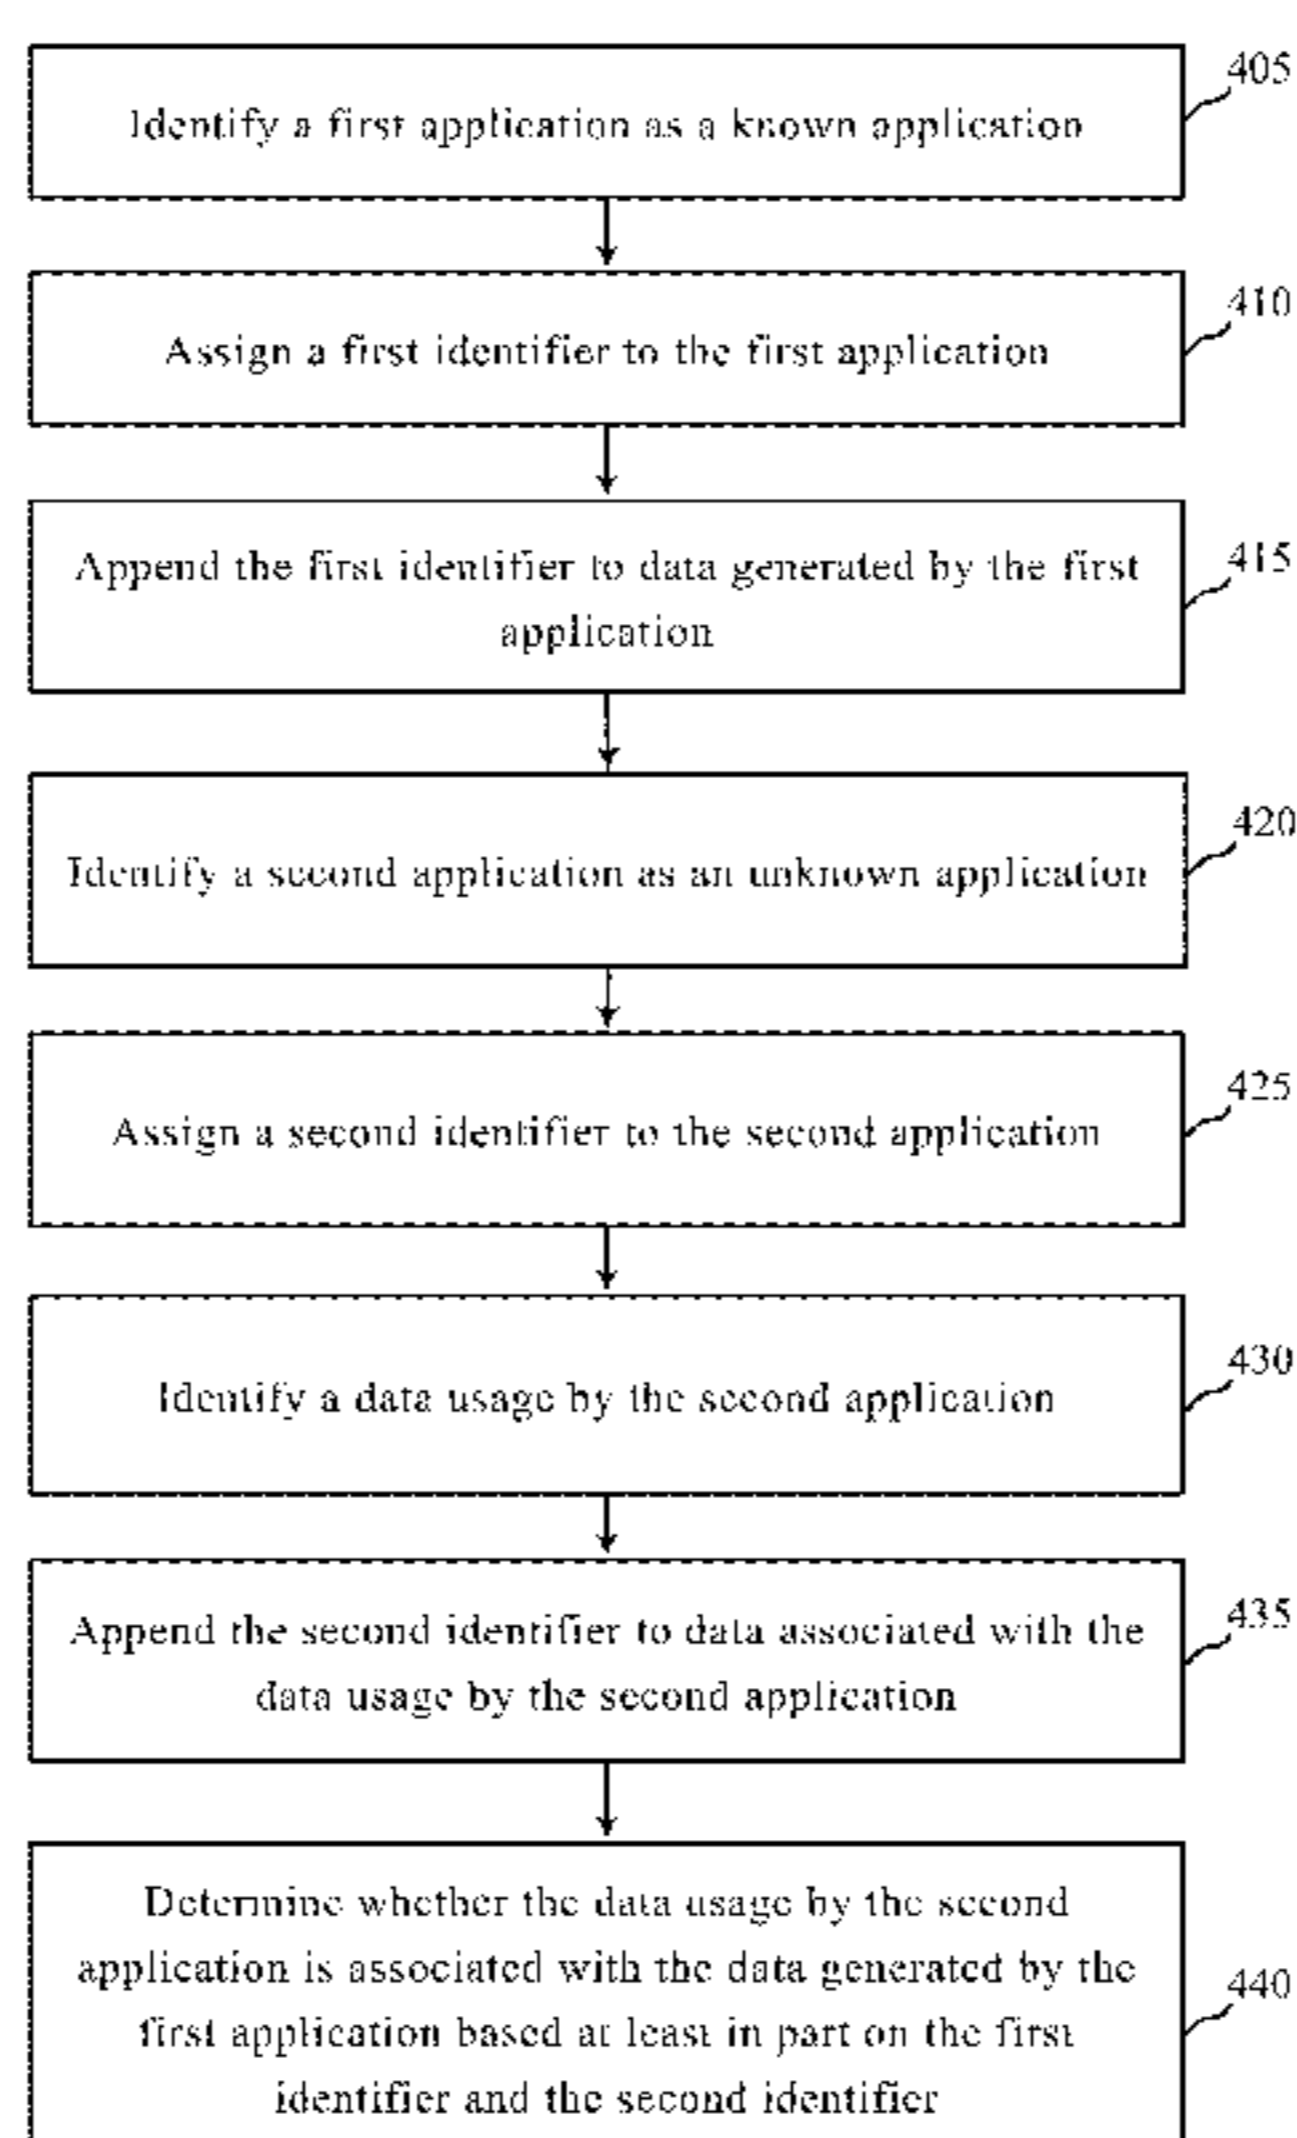 405
Identify a first application as a known application
410
Assign a first identifier to the first application
415
Append the first identifier to data generated by the first
application
420
Identify a second application as an unknown application
425
Assign a second identifier to the second application
430
Identify a data usage by the second application
435
Append the second identifier to data associated with the
data usage by the second application
440
Determine whether the data usage by the second
application is associated with the data generated by the
first application based at least in part on the first
identifier and the second identifier